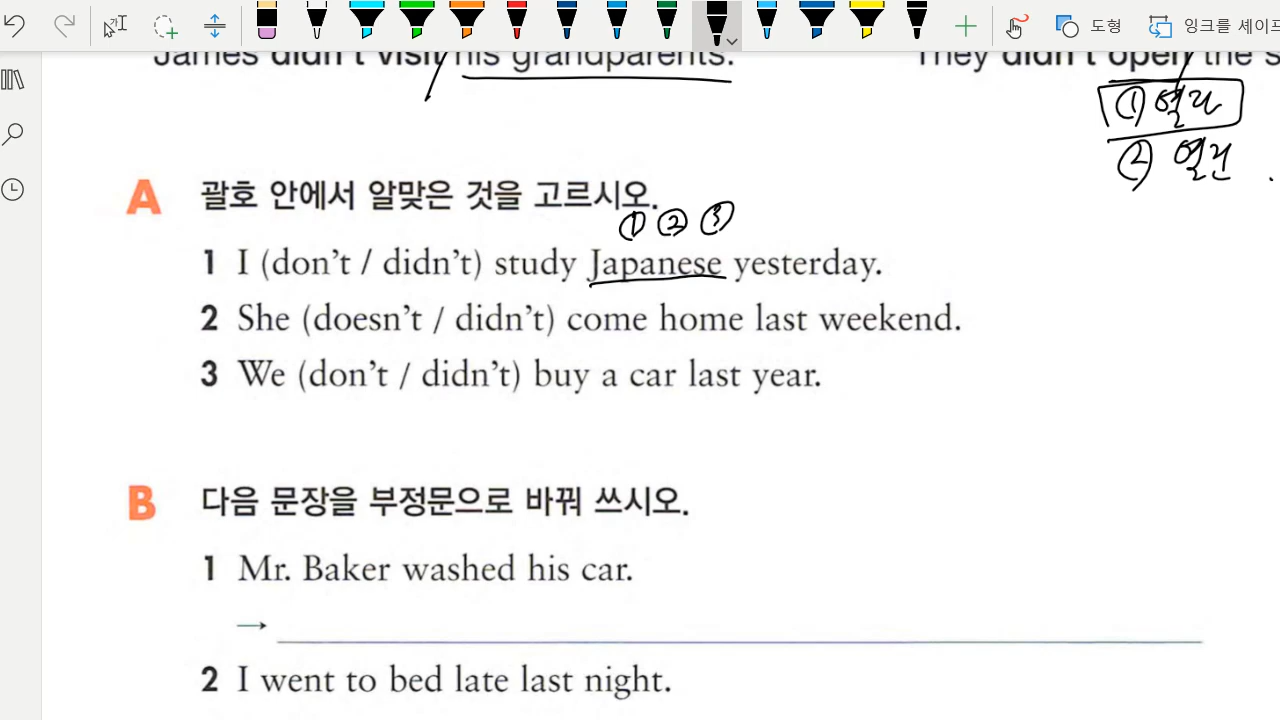 도형 잉크를 셰이프
James didn't visit his grandparents. They didn't open the s
① 열다
②
A 괄호 안에서 알맞은 것을 고르시오.
① ② ③
1 I (don't / didn't) study Japanese yesterday.
2 She (doesn't / didn't) come home last weekend.
3 We (don't / didn't) buy a car last year.
B 다음 문장을 부정문으로 바꿔 쓰시오.
1 Mr. Baker washed his car.
→
2 I went to bed late last night.